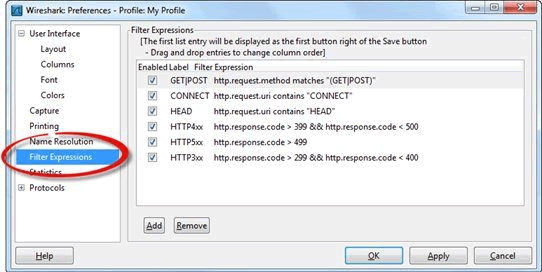 Wireshark: Preferences - Profile: My Profile
User Interface
Layout
Columns
Font
Colors
Capture
Printing
Name Resolution
Filter Expressions
Statistics
Protocols
Filter Expressions
[The first list entry will be displayed as the first button right of the Save button
- Drag and drop entries to change column order]
Enabled Label Filter Expression
GET|POST http.request.method matches "(GET|POST)"
CONNECT http.request.uri contains "CONNECT"
HEAD http.request.uri contains "HEAD"
HTTP4xx http.response.code > 399 && http.response.code < 500
HTTP5xx http.response.code > 499
HTTP3xx http.response.code > 299 && http.response.code < 400
Add Remove
Help OK Apply Cancel